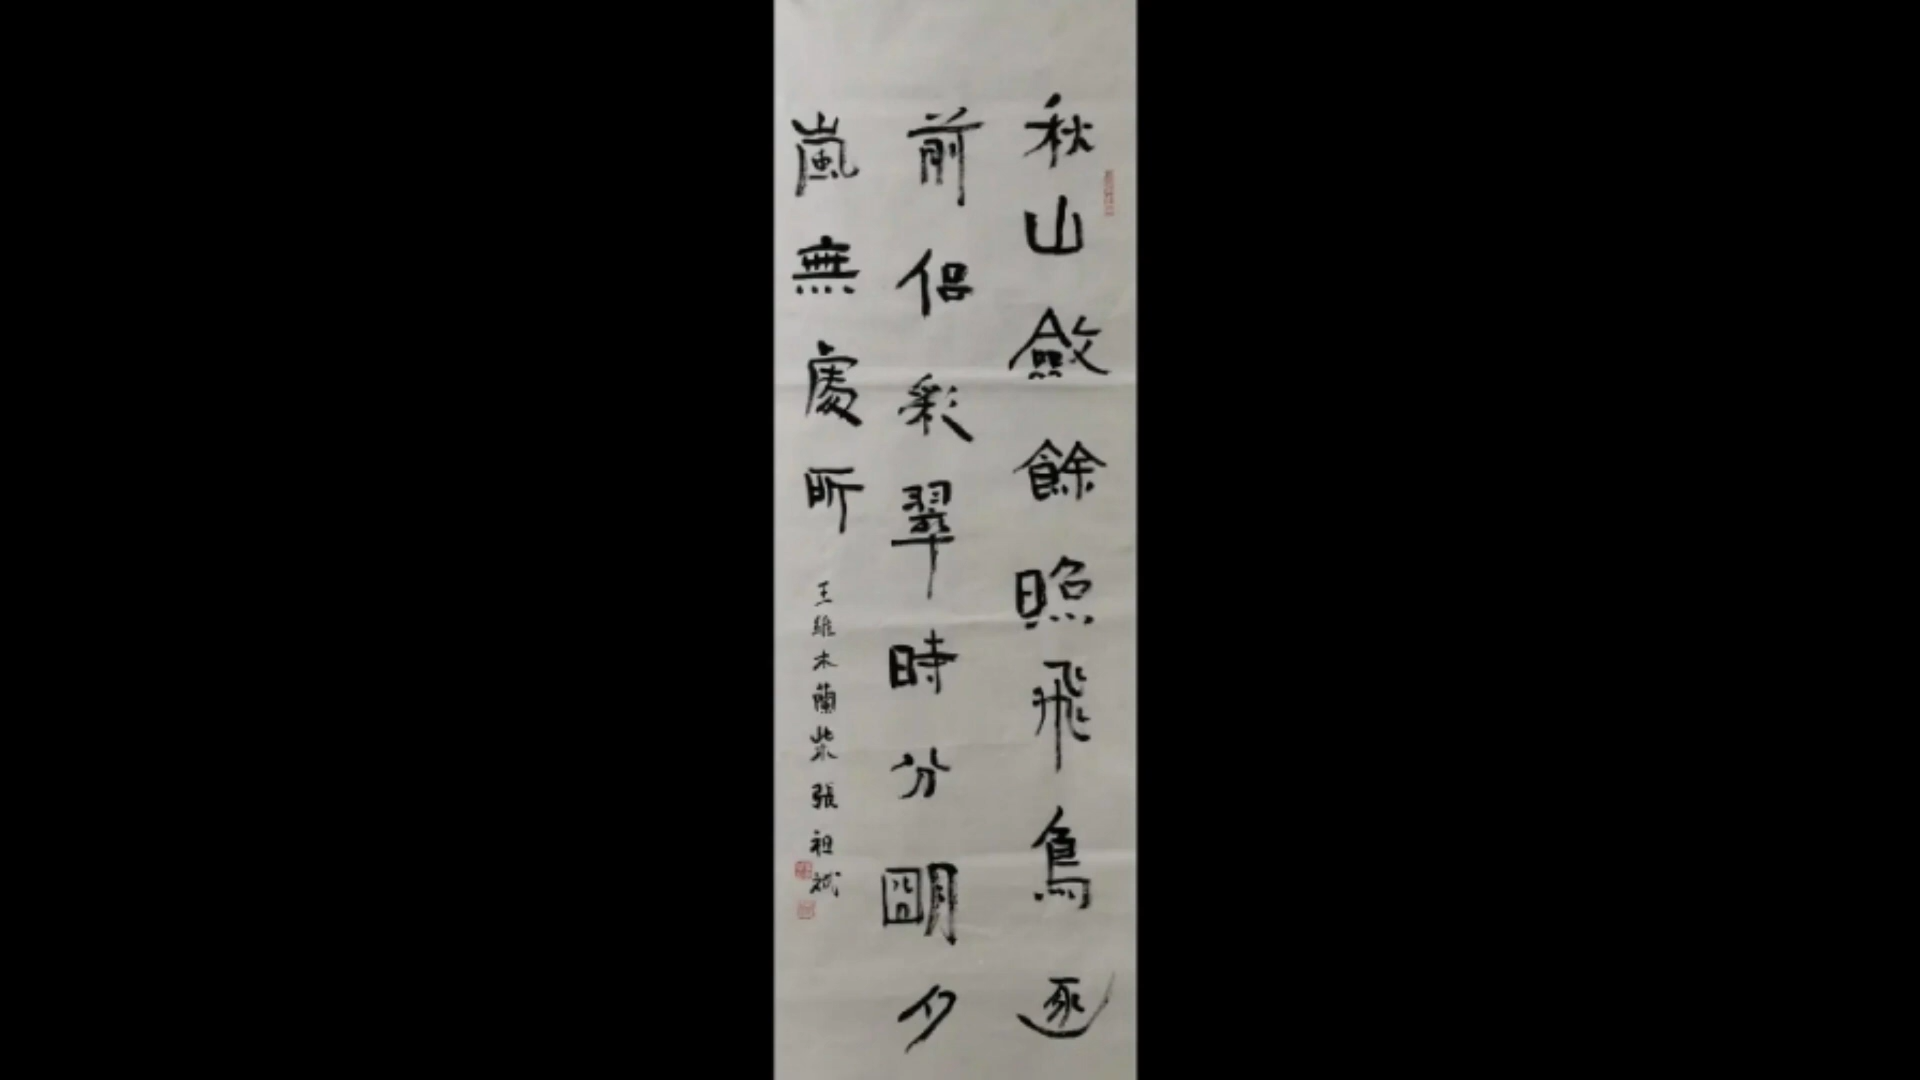 秋山斂餘照飛鳥逐
前侶彩翠時分明夕
嵐無處所
王維木蘭柴張祖斌